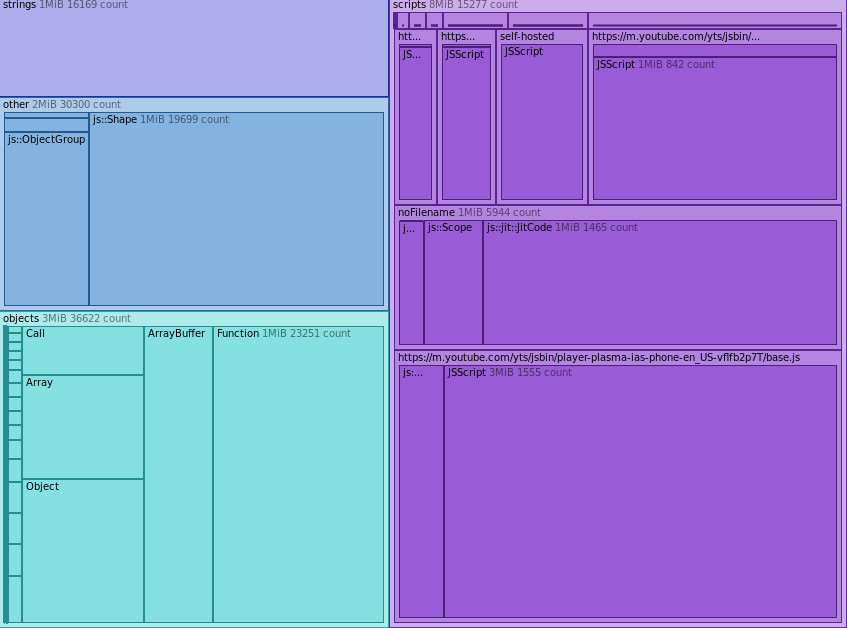 strings 1MiB 16169 count
other 2MiB 30300 count
js::ObjectGroup
js::Shape 1MiB 19699 count
objects 3MiB 36622 count
Call
Array
Object
ArrayBuffer
Function 1MiB 23251 count
scripts 8MiB 15277 count
htt...
JS...
https...
JSScript
self-hosted
JSScript
https://m.youtube.com/yts/jsbin/...
JSScript 1MiB 842 count
noFilename 1MiB 5944 count
j...
js::Scope
js::jit::JitCode 1MiB 1465 count
https://m.youtube.com/yts/jsbin/player-plasma-ias-phone-en_US-vflfb2p7T/base.js
js:...
JSScript 3MiB 1555 count